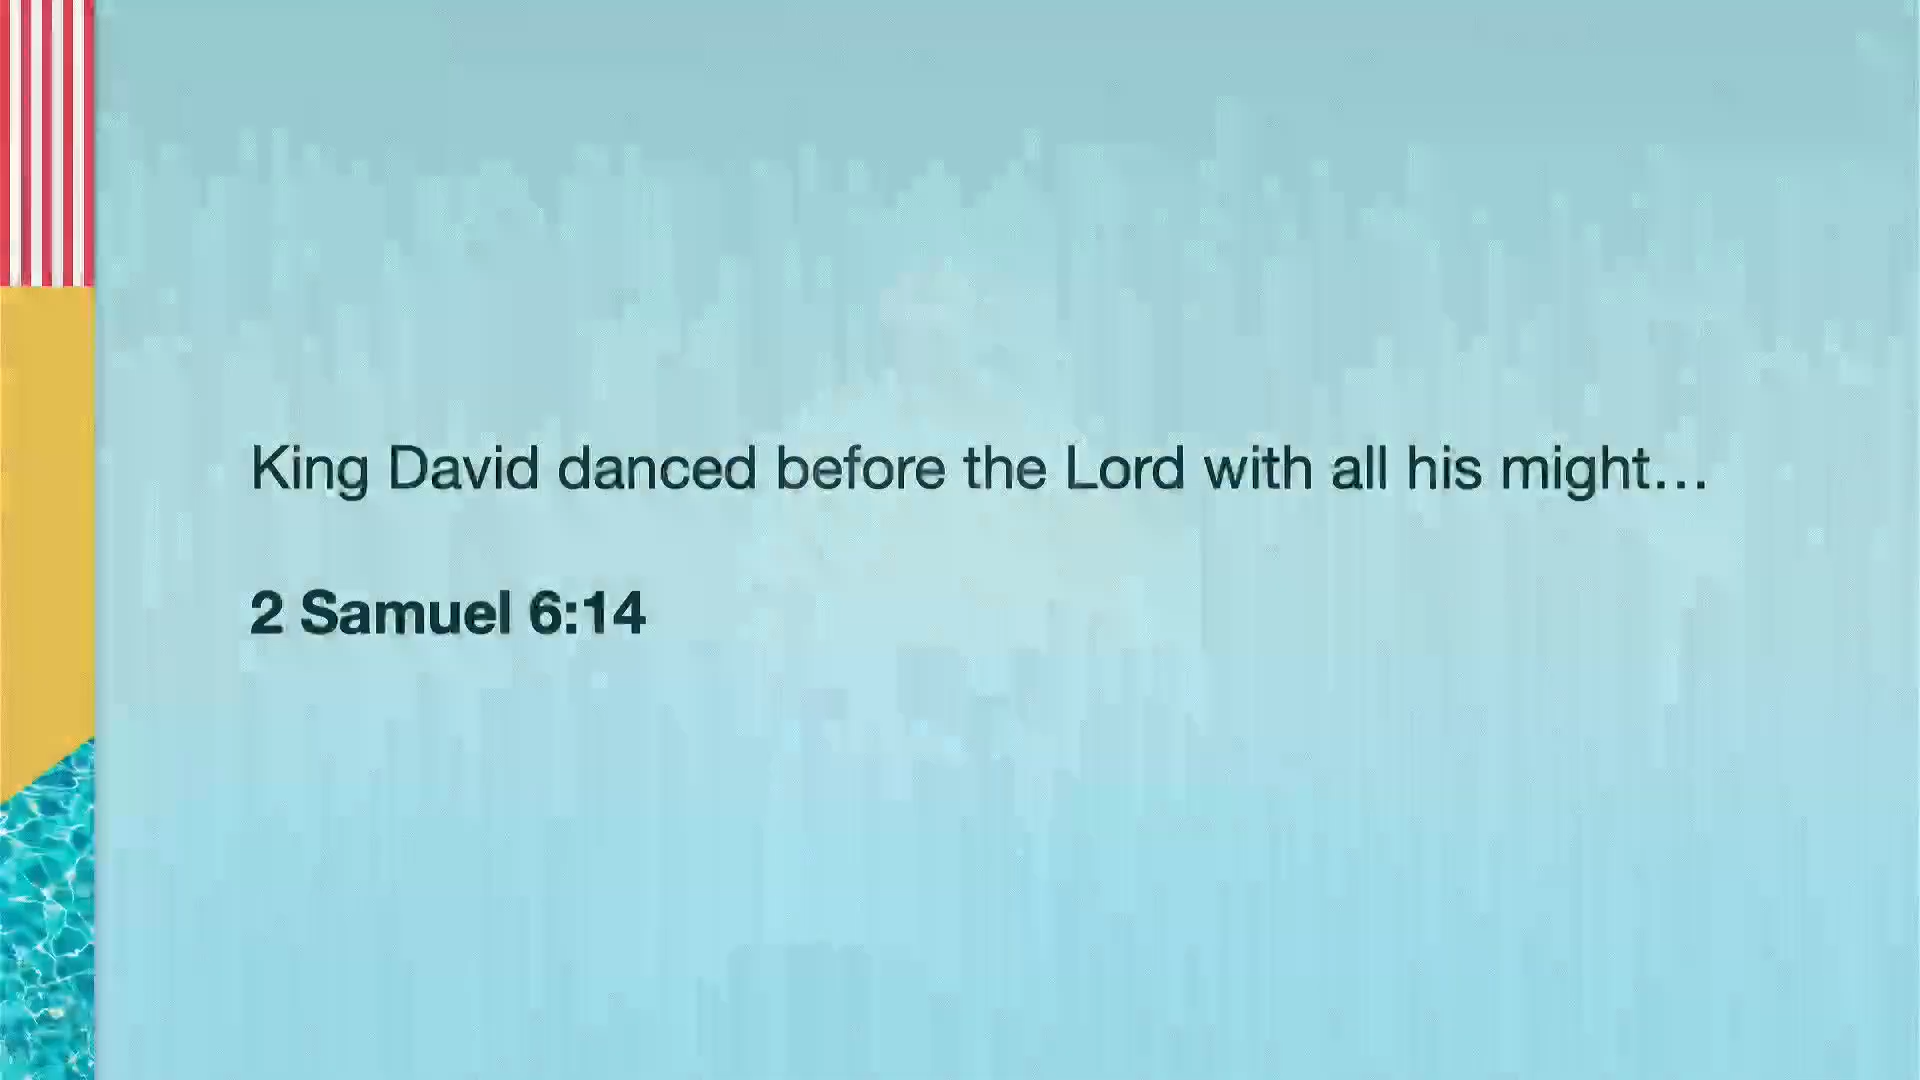 King David danced before the Lord with all his might…
2 Samuel 6:14